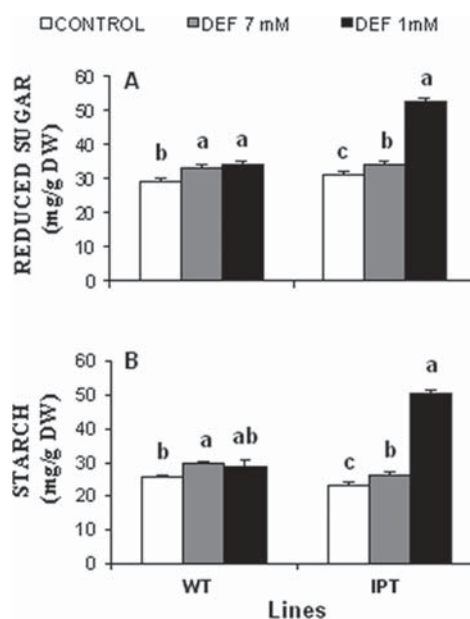 CONTROL DEF 7 mM DEF 1mM
A
REDUCED SUGAR
(mg/g DW)
60
50
40
30
20
10
0
b a a c b a
B
STARCH
(mg/g DW)
60
50
40
30
20
10
0
b a ab c b a
WT IPT
Lines